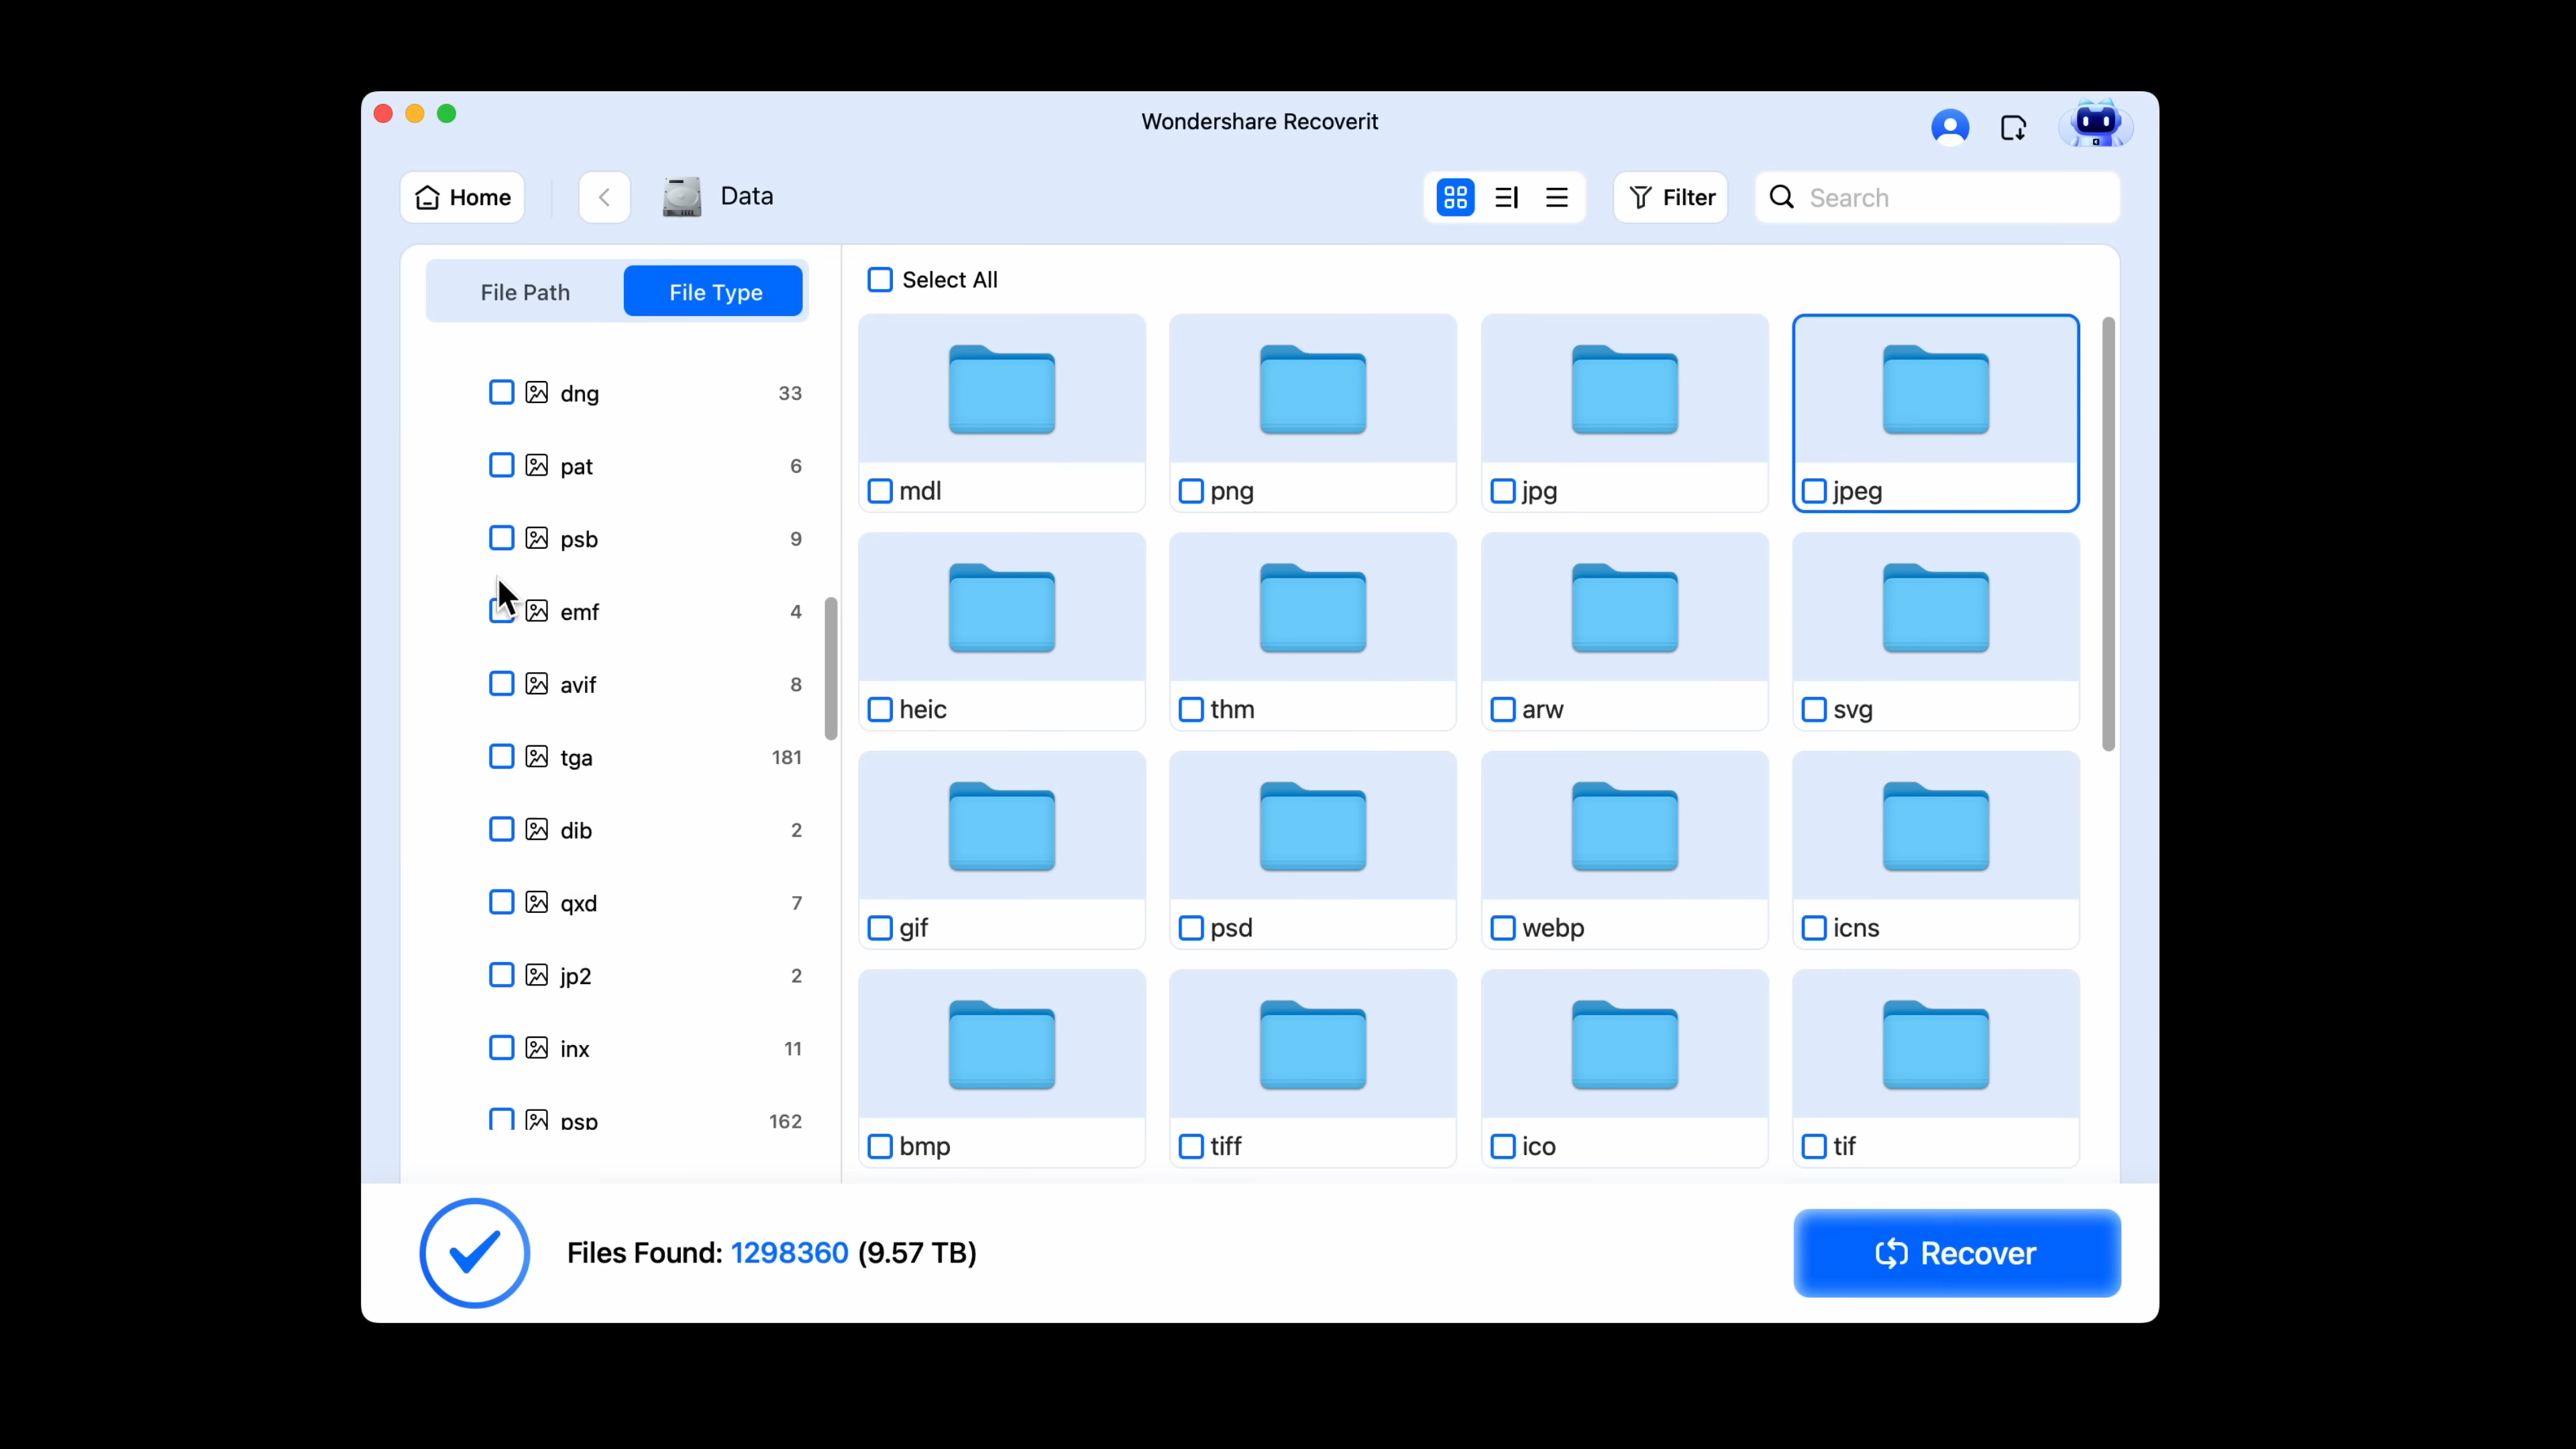 Wondershare Recoverit
Home
Data
Filter
Search
File Path
File Type
Select All
dng 33
pat 6
psb 9
emf 4
avif 8
tga 181
dib 2
qxd 7
jp2 2
inx 11
psp 162
mdl png jpg jpeg
heic thm arw svg
gif psd webp icns
bmp tiff ico tif
Files Found: 1298360 (9.57 TB)
Recover